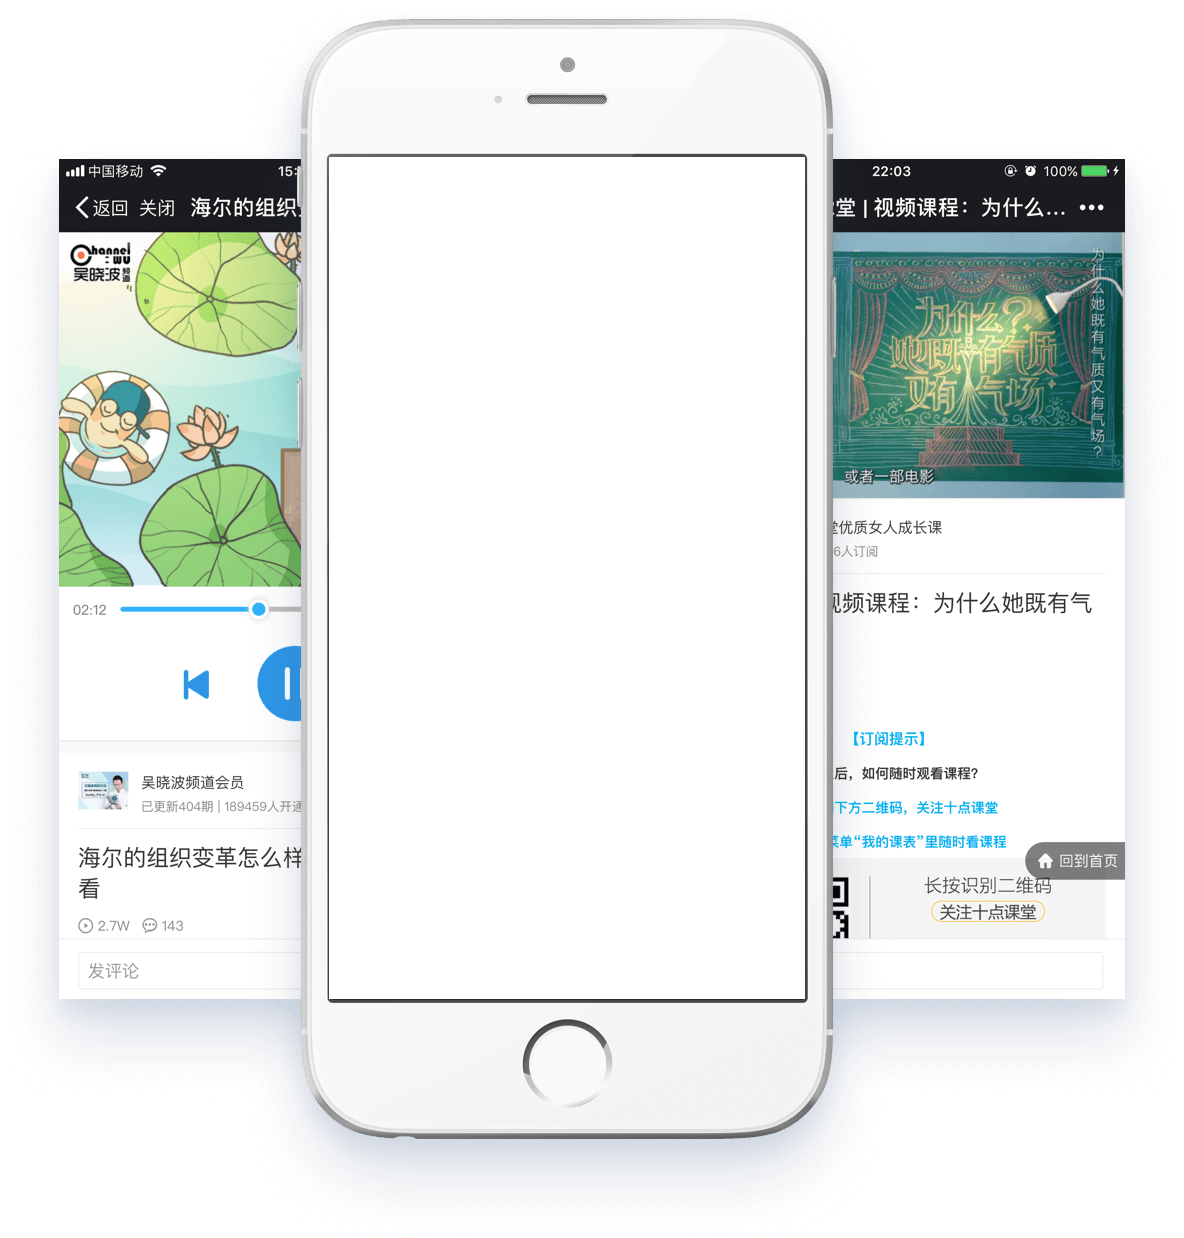 中国移动
15:
返回 关闭 海尔的组织
Channel
:WU
吴晓波频道
02:12
吴晓波频道会员
已更新404期 | 189459人开通
海尔的组织变革怎么样
看
2.7W 143
发评论
22:03
100%
堂 | 视频课程：为什么...
为什么她既有气质又有气场？
为什么？
她既有气质
又有气场
或者一部电影
堂优质女人成长课
6人订阅
视频课程：为什么她既有气
【订阅提示】
后，如何随时观看课程？
下方二维码，关注十点课堂
菜单“我的课表”里随时看课程
回到首页
长按识别二维码
关注十点课堂